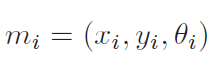 m_i = (x_i, y_i, θ_i)